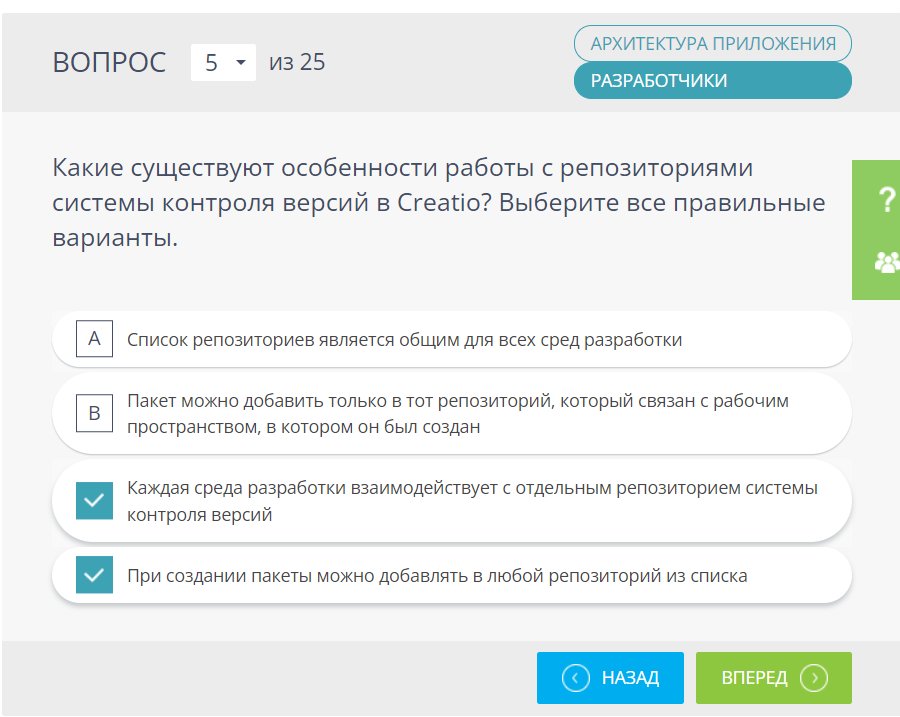 ВОПРОС 5 из 25
АРХИТЕКТУРА ПРИЛОЖЕНИЯ
РАЗРАБОТЧИКИ
Какие существуют особенности работы с репозиториями
системы контроля версий в Creatio? Выберите все правильные
варианты.
?
A Список репозиториев является общим для всех сред разработки
B Пакет можно добавить только в тот репозиторий, который связан с рабочим
пространством, в котором он был создан
Каждая среда разработки взаимодействует с отдельным репозиторием системы
контроля версий
При создании пакеты можно добавлять в любой репозиторий из списка
НАЗАД
ВПЕРЕД